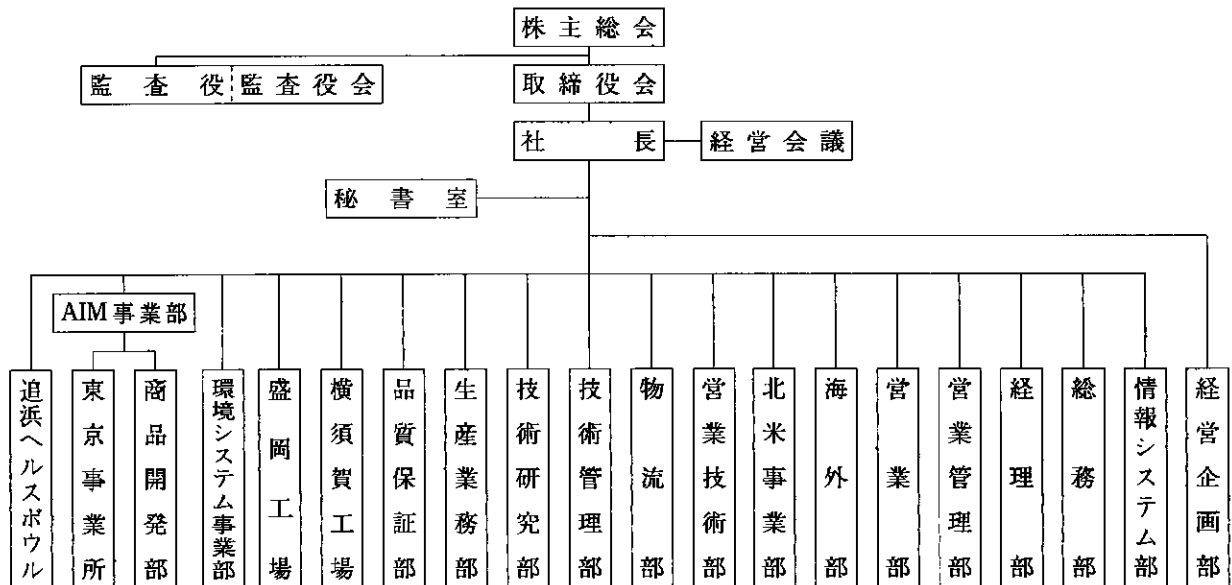 株主総会
監査役 監査役会
取締役会
社長
経営会議
秘書室
AIM事業部
追浜ヘルスボウル
東京事業所
商品開発部
環境システム事業部
盛岡工場
横須賀工場
品質保証部
生産業務部
技術研究部
技術管理部
物流部
営業技術部
北米事業部
海外部
営業部
営業管理部
経理部
総務部
情報システム部
経営企画部